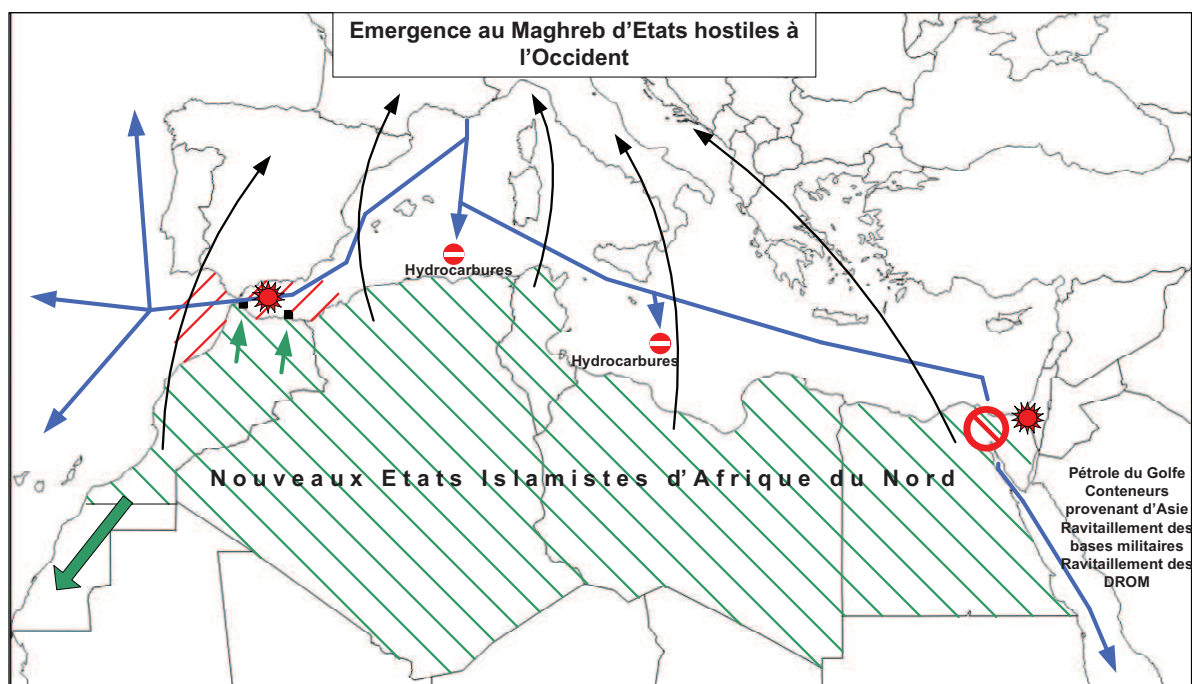 Emergence au Maghreb d’Etats hostiles à
l’Occident
Hydrocarbures
Hydrocarbures
Nouveaux Etats Islamistes d’Afrique du Nord
Pétrole du Golfe
Conteneurs
provenant d’Asie
Ravitaillement des
bases militaires
Ravitaillement des
DROM